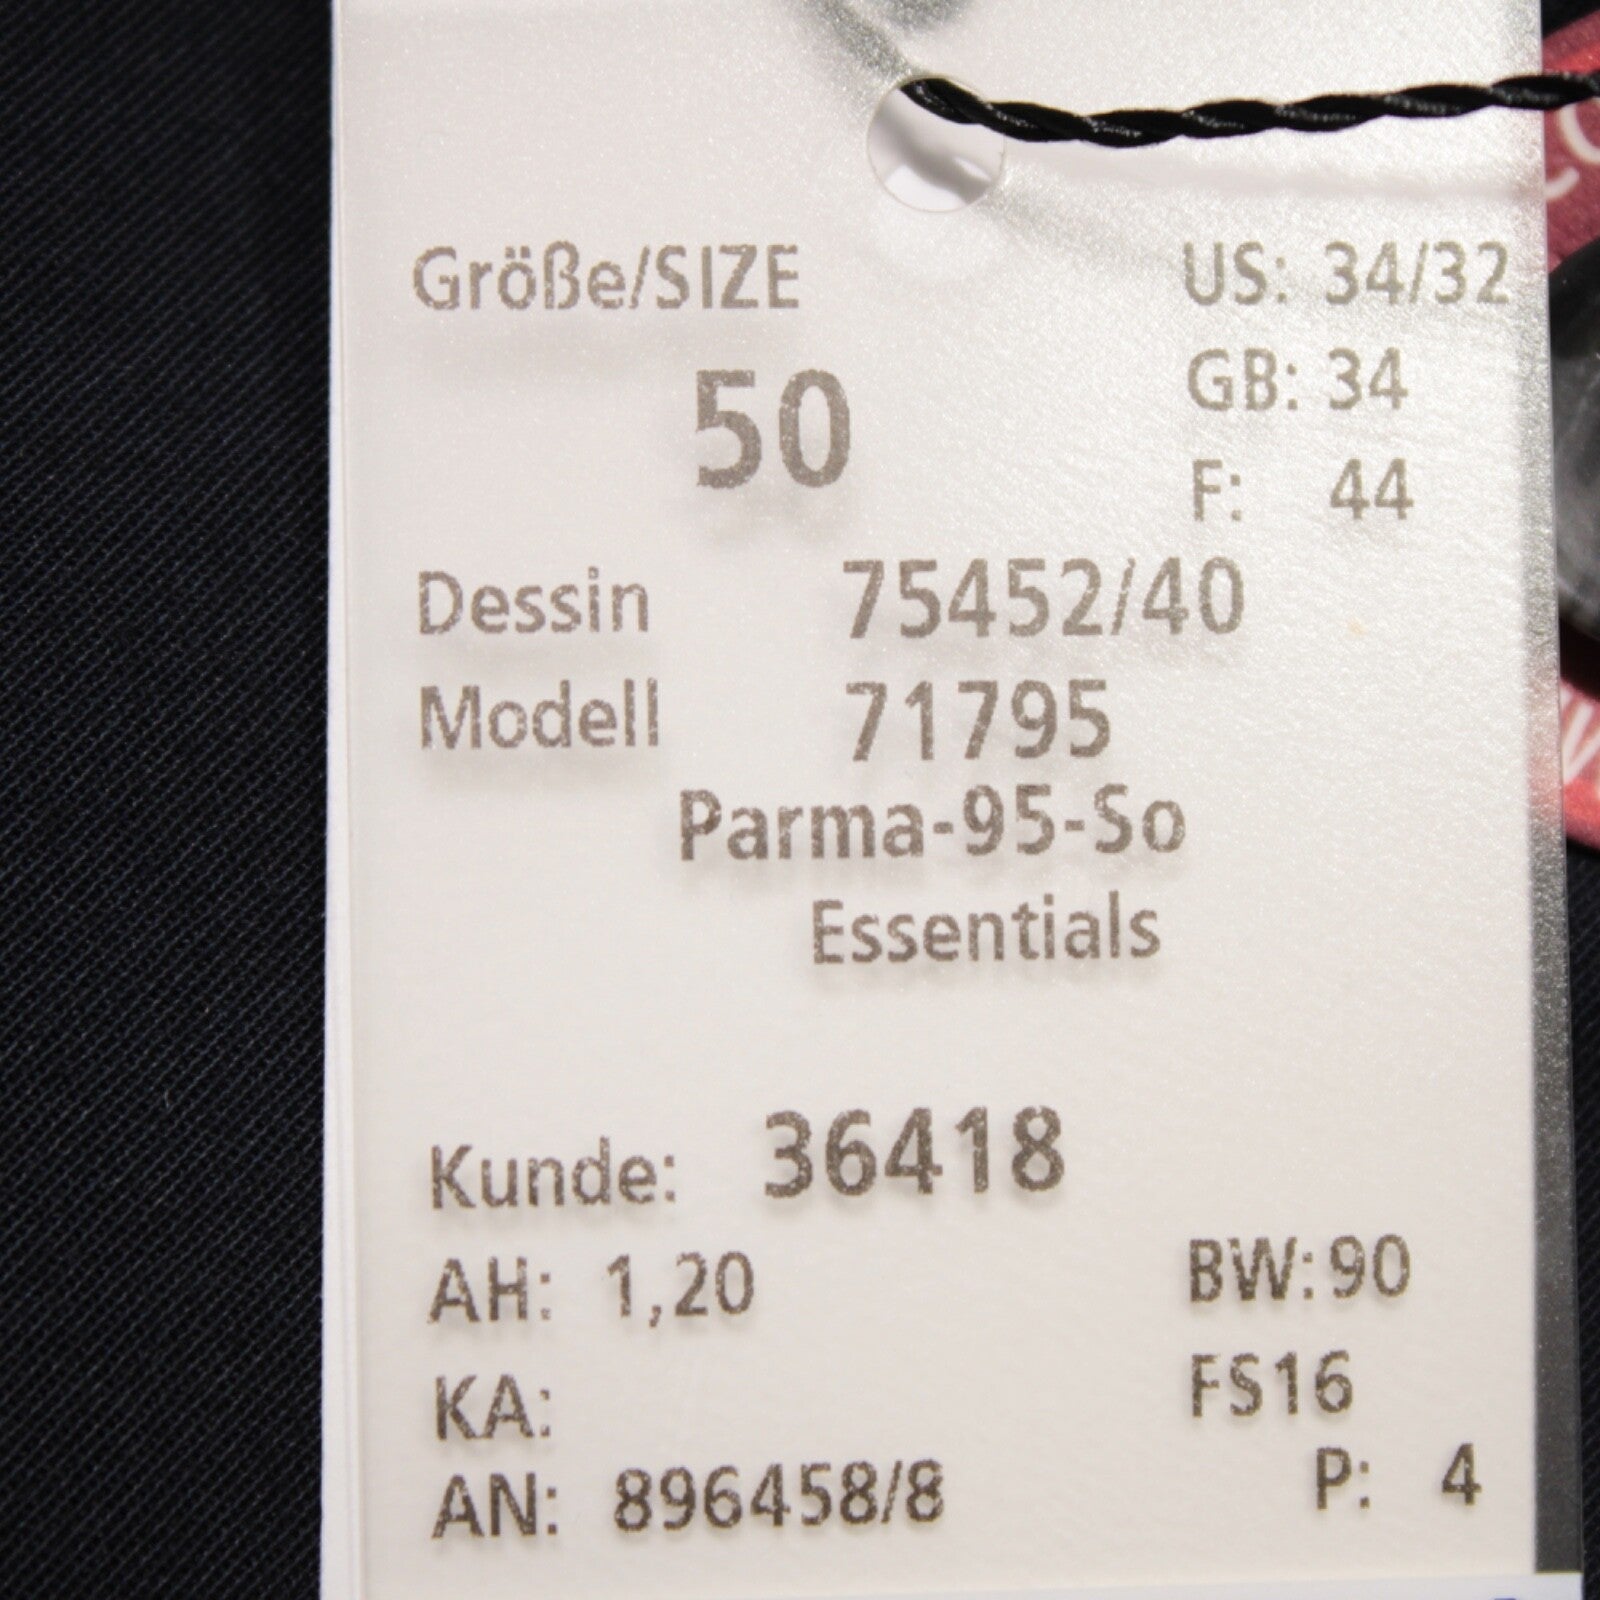 Größe/SIZE US: 34/32
50 GB: 34
F: 44
Dessin 75452/40
Modell 71795
Parma-95-So
Essentials
Kunde: 36418
AH: 1,20 BW: 90
KA: FS16
AN: 896458/8 P: 4